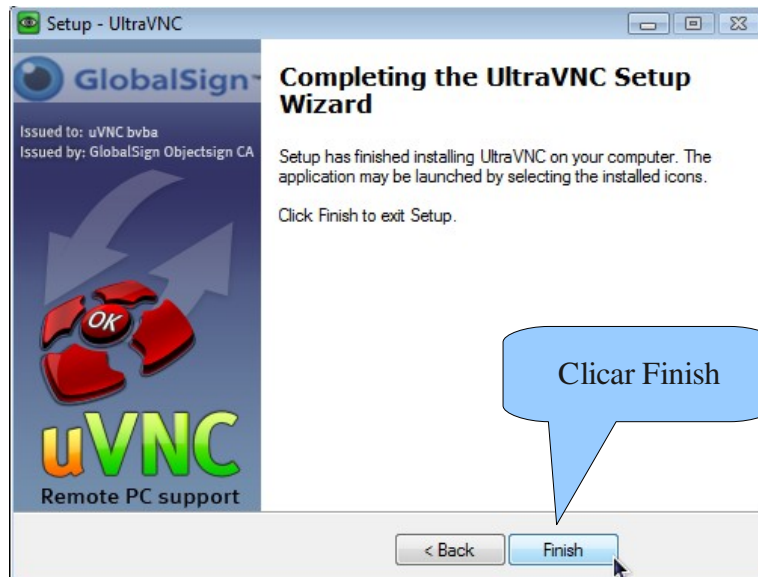 Setup - UltraVNC
GlobalSign
Issued to: uVNC bvba
Issued by: GlobalSign Objectsign CA
OK
uVNC
Remote PC support
Completing the UltraVNC Setup
Wizard
Setup has finished installing UltraVNC on your computer. The
application may be launched by selecting the installed icons.
Click Finish to exit Setup.
Clicar Finish
< Back
Finish